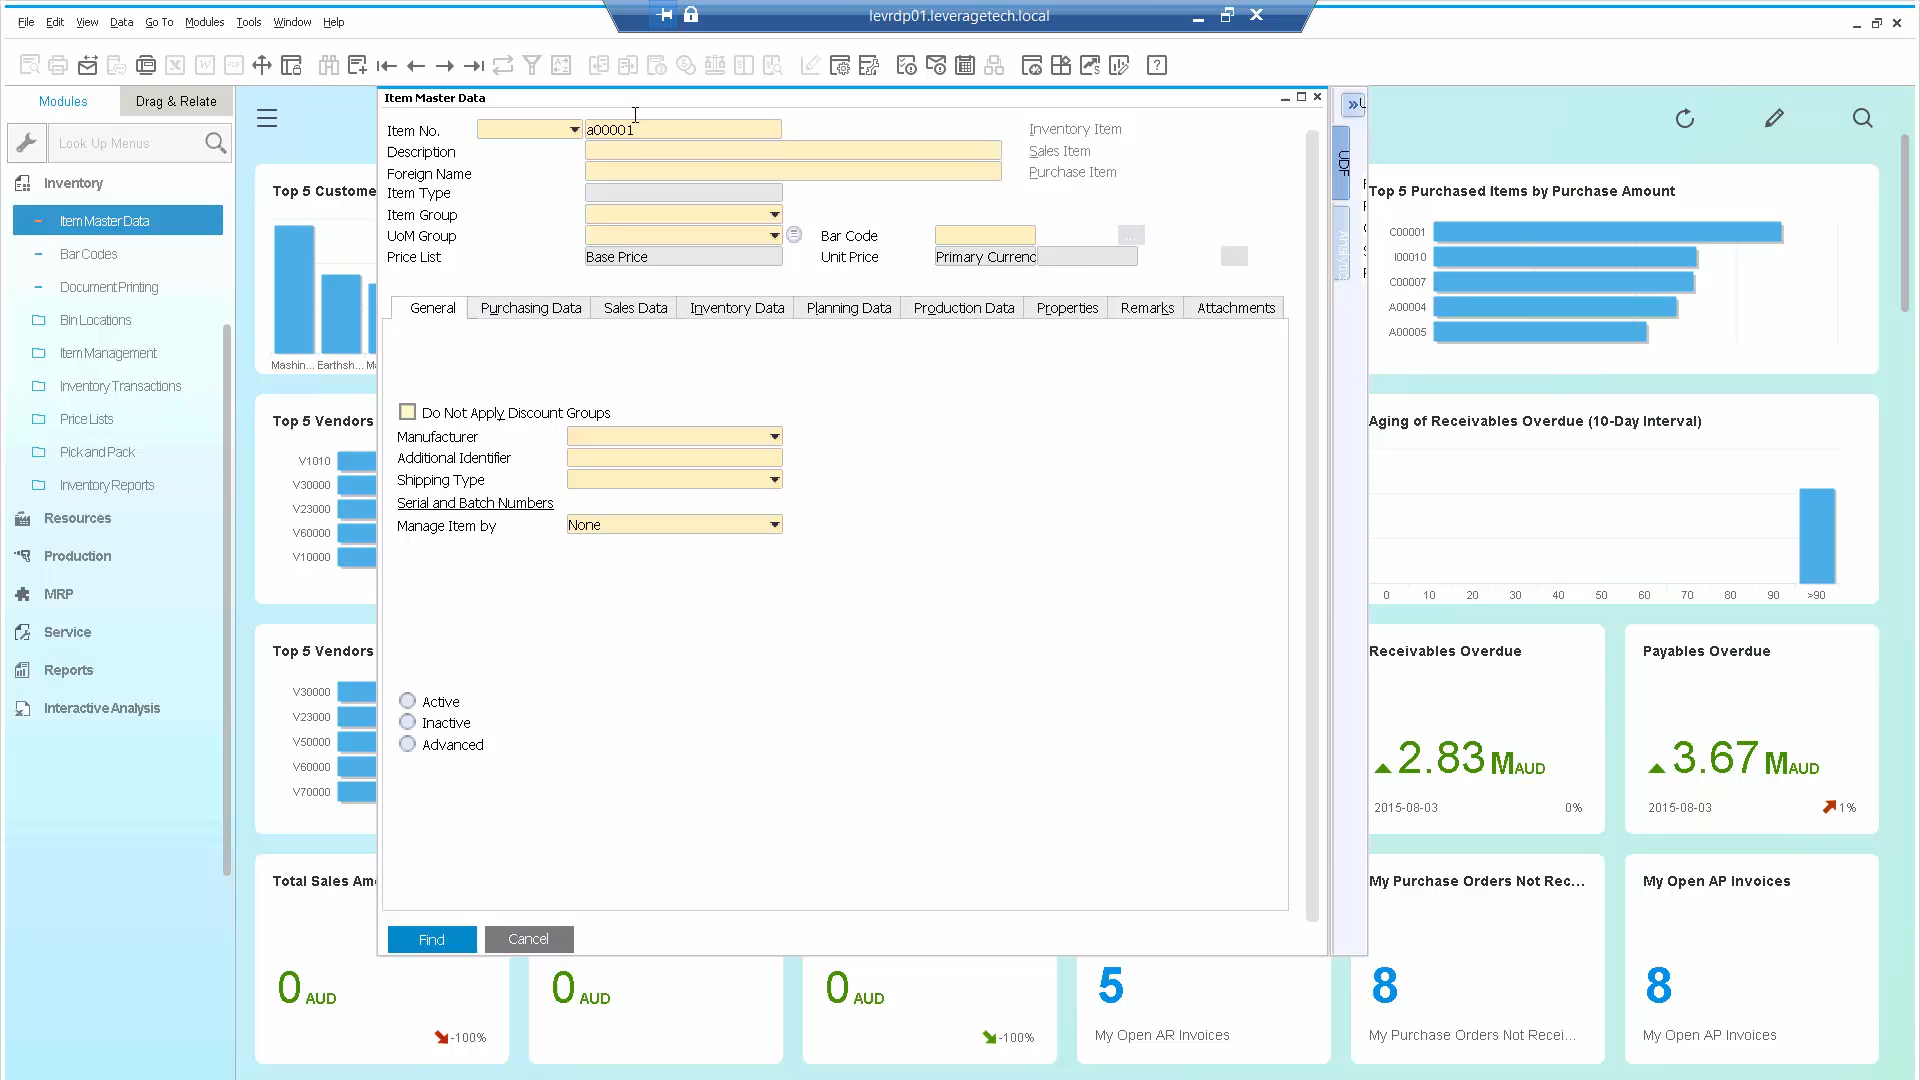 File Edit View Data Go To Modules Tools Window Help
levrdp01.leveragetech.local
Modules
Drag & Relate
Look Up Menus
Inventory
Item Master Data
Bar Codes
Document Printing
Bin Locations
Item Management
Inventory Transactions
Price Lists
Pick and Pack
Inventory Reports
Resources
Production
MRP
Service
Reports
Interactive Analysis
Item Master Data
Item No. a00001
Description
Foreign Name
Item Type
Item Group
UoM Group
Price List Base Price
Inventory Item
Sales Item
Purchase Item
Bar Code ...
Unit Price Primary Currenc
General Purchasing Data Sales Data Inventory Data Planning Data Production Data Properties Remarks Attachments
Do Not Apply Discount Groups
Manufacturer
Additional Identifier
Shipping Type
Serial and Batch Numbers
Manage Item by None
Active
Inactive
Advanced
Find Cancel
UDF
Top 5 Custome
Mashin... Earthsh... M
Top 5 Vendors
V1010
V30000
V23000
V60000
V10000
Top 5 Vendors
V30000
V23000
V50000
V60000
V70000
Top 5 Purchased Items by Purchase Amount
C00001
I00010
C00007
A00004
A00005
Aging of Receivables Overdue (10-Day Interval)
0 10 20 30 40 50 60 70 80 90 >90
Receivables Overdue
2.83 M AUD
2015-08-03 0%
Payables Overdue
3.67 M AUD
2015-08-03 1%
Total Sales Am
0 AUD
-100%
0 AUD
0 AUD
-100%
5
My Open AR Invoices
My Purchase Orders Not Rec...
8
My Purchase Orders Not Recei...
My Open AP Invoices
8
My Open AP Invoices